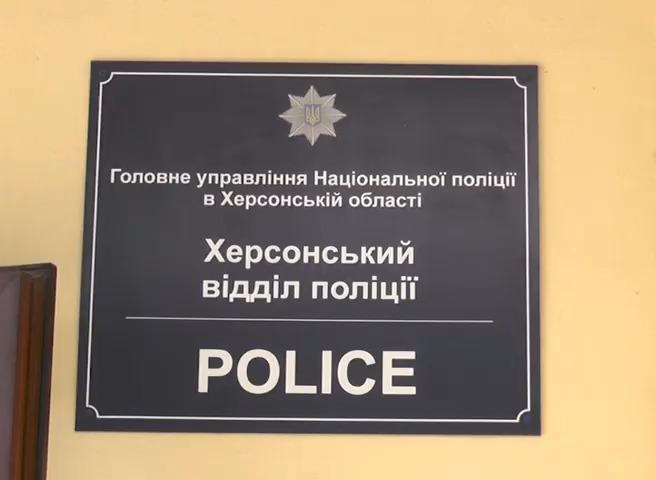 Головне управління Національної поліції
в Херсонській області
Херсонський
відділ поліції
POLICE